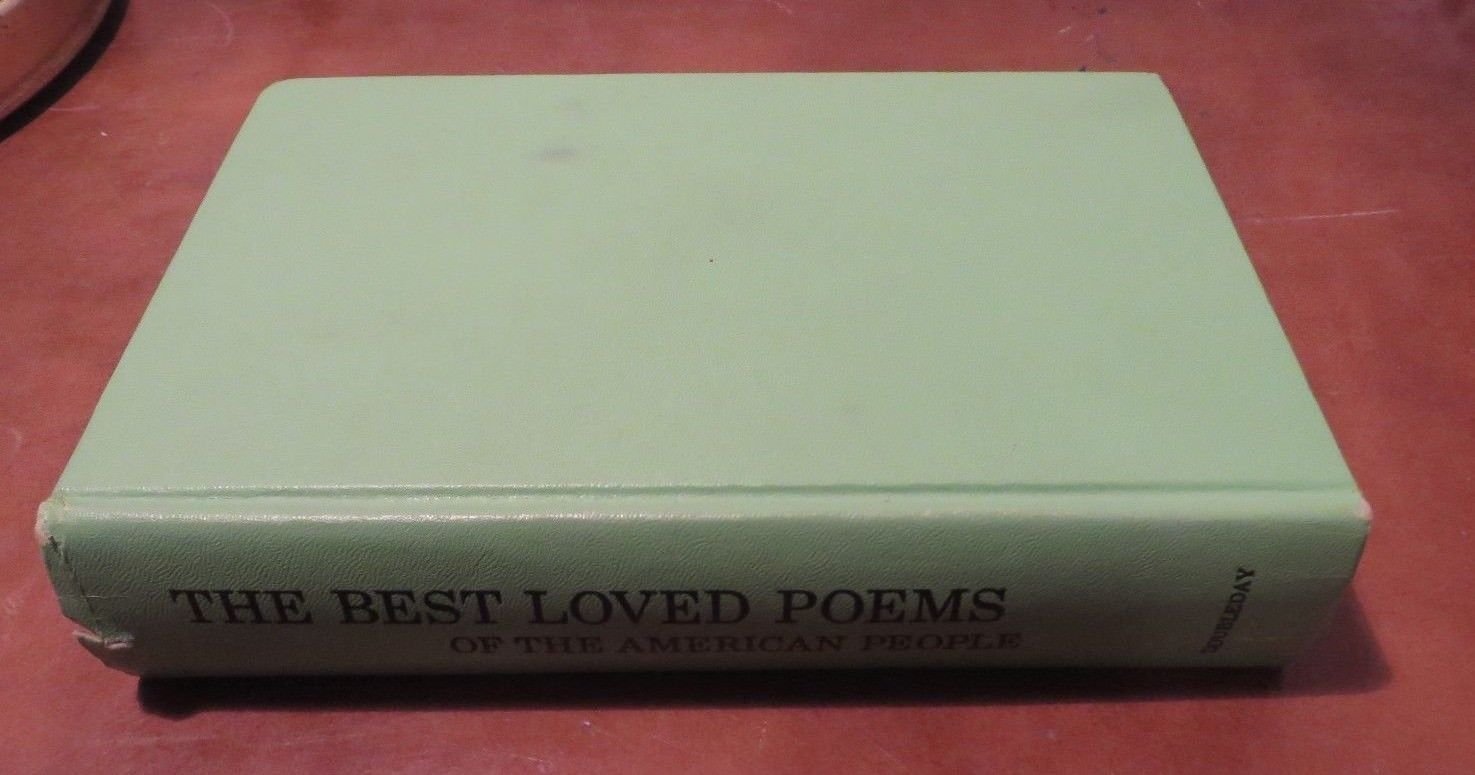 THE BEST LOVED POEMS
OF THE AMERICAN PEOPLE
DOUBLEDAY